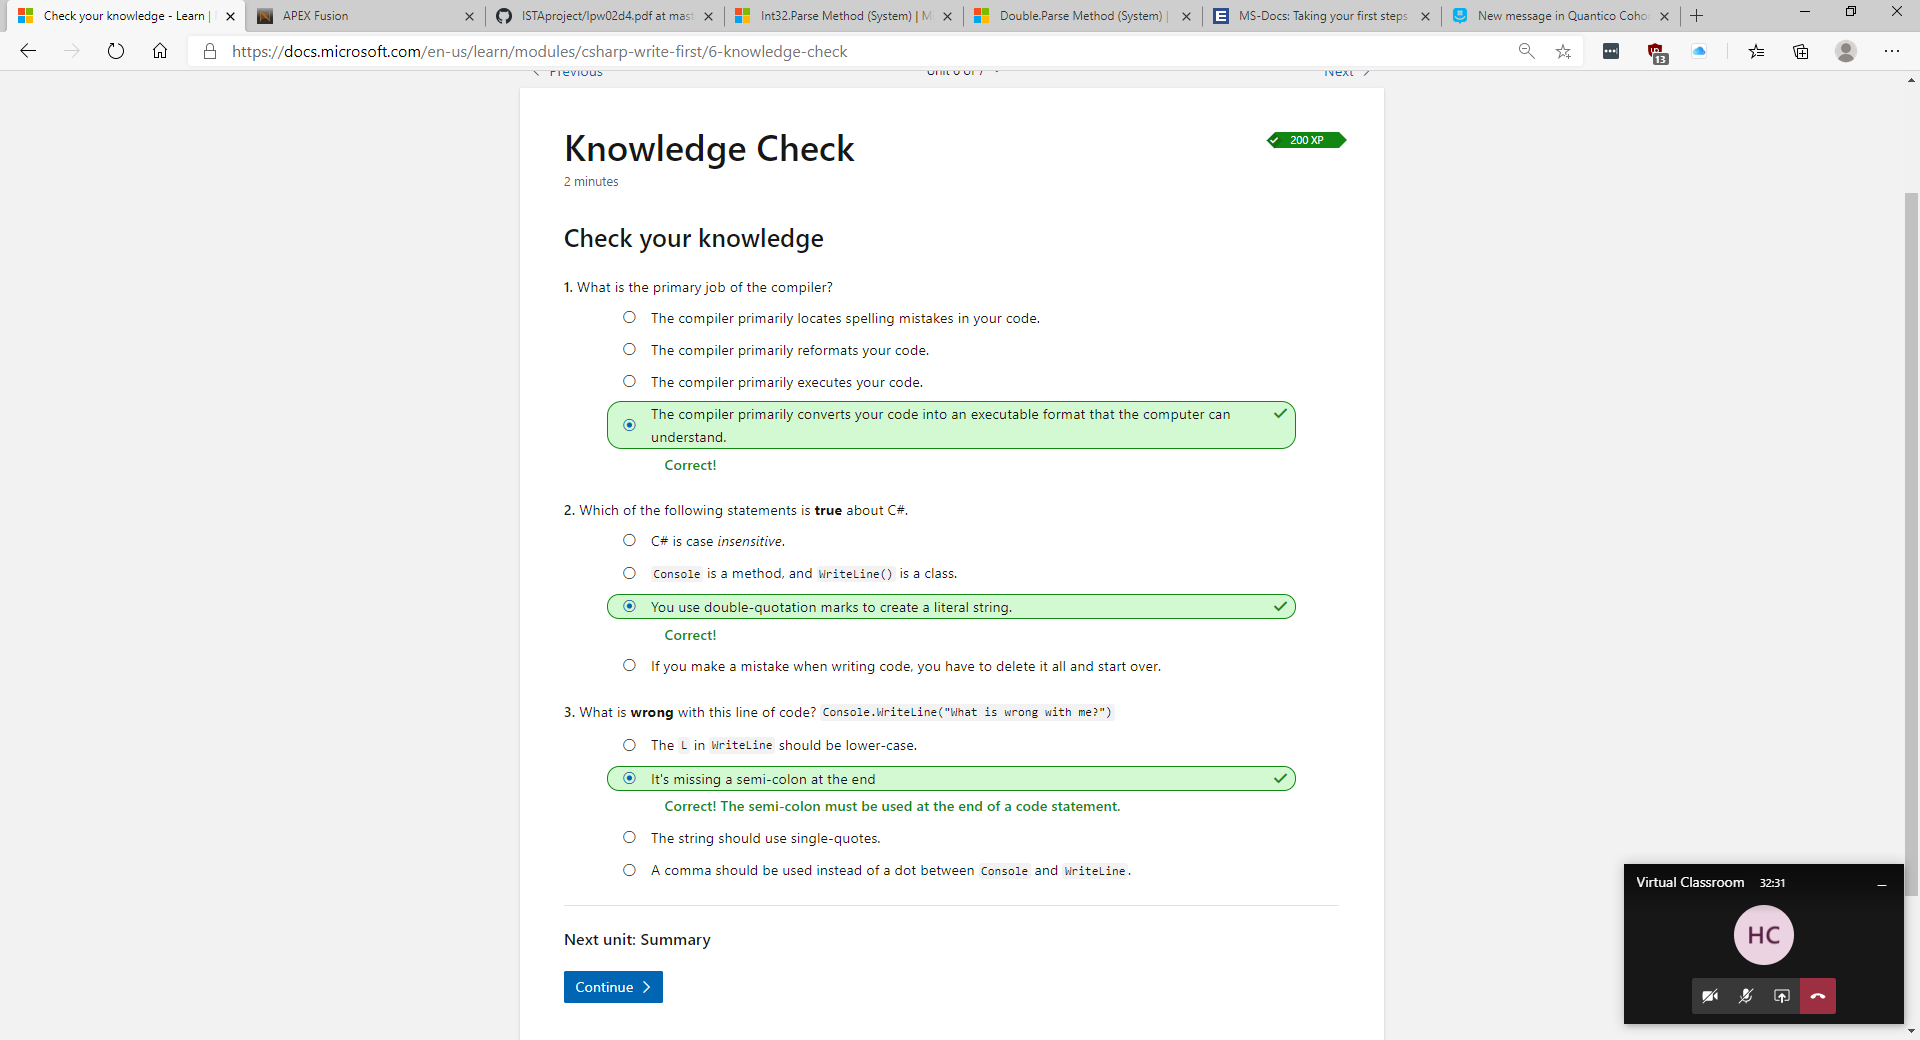 Check your knowledge - Learn |
APEX Fusion
ISTAproject/lpw02d4.pdf at mast
Int32.Parse Method (System) | M
Double.Parse Method (System) |
MS-Docs: Taking your first steps
New message in Quantico Coho
https://docs.microsoft.com/en-us/learn/modules/csharp-write-first/6-knowledge-check
13
Previous
Unit 6 of 7
Next
Knowledge Check
200 XP
2 minutes
Check your knowledge
1. What is the primary job of the compiler?
The compiler primarily locates spelling mistakes in your code.
The compiler primarily reformats your code.
The compiler primarily executes your code.
The compiler primarily converts your code into an executable format that the computer can
understand.
Correct!
2. Which of the following statements is true about C#.
C# is case insensitive.
Console is a method, and WriteLine() is a class.
You use double-quotation marks to create a literal string.
Correct!
If you make a mistake when writing code, you have to delete it all and start over.
3. What is wrong with this line of code? Console.WriteLine("What is wrong with me?")
The L in WriteLine should be lower-case.
It's missing a semi-colon at the end
Correct! The semi-colon must be used at the end of a code statement.
The string should use single-quotes.
A comma should be used instead of a dot between Console and WriteLine.
Next unit: Summary
Continue
Virtual Classroom 32:31
HC